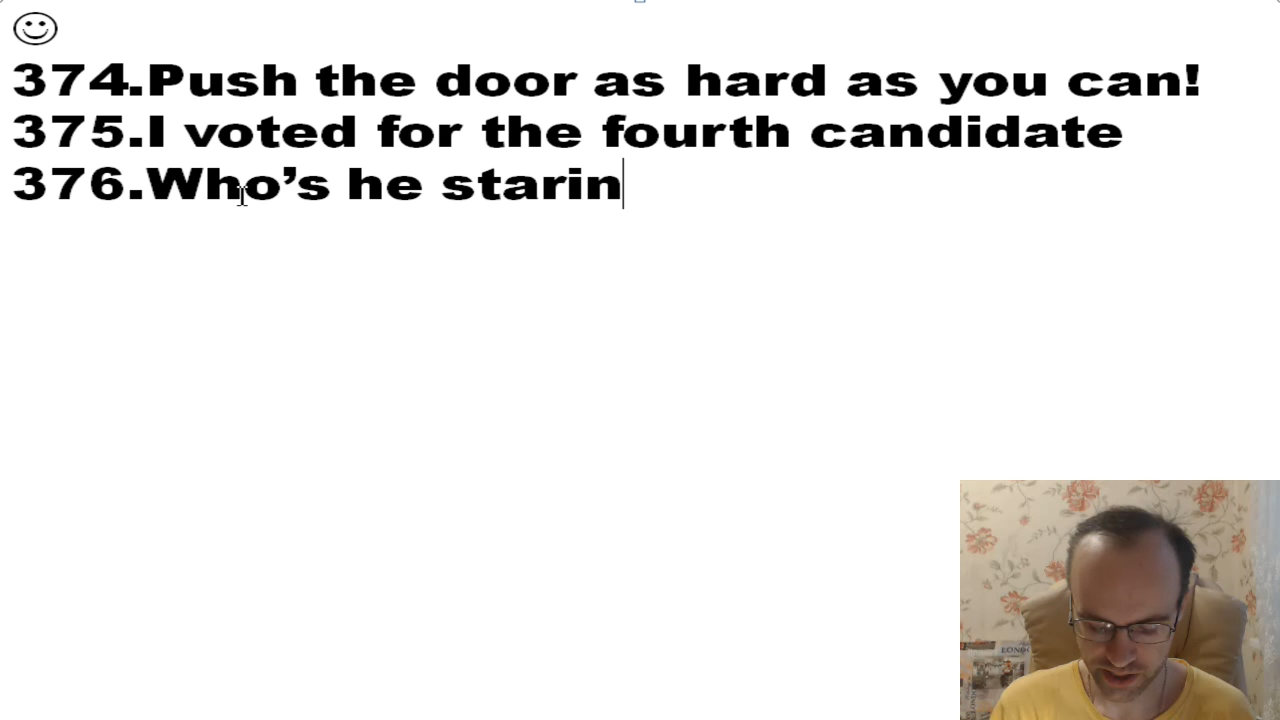 374.Push the door as hard as you can!
375.I voted for the fourth candidate
376.Who’s he starin
LOND